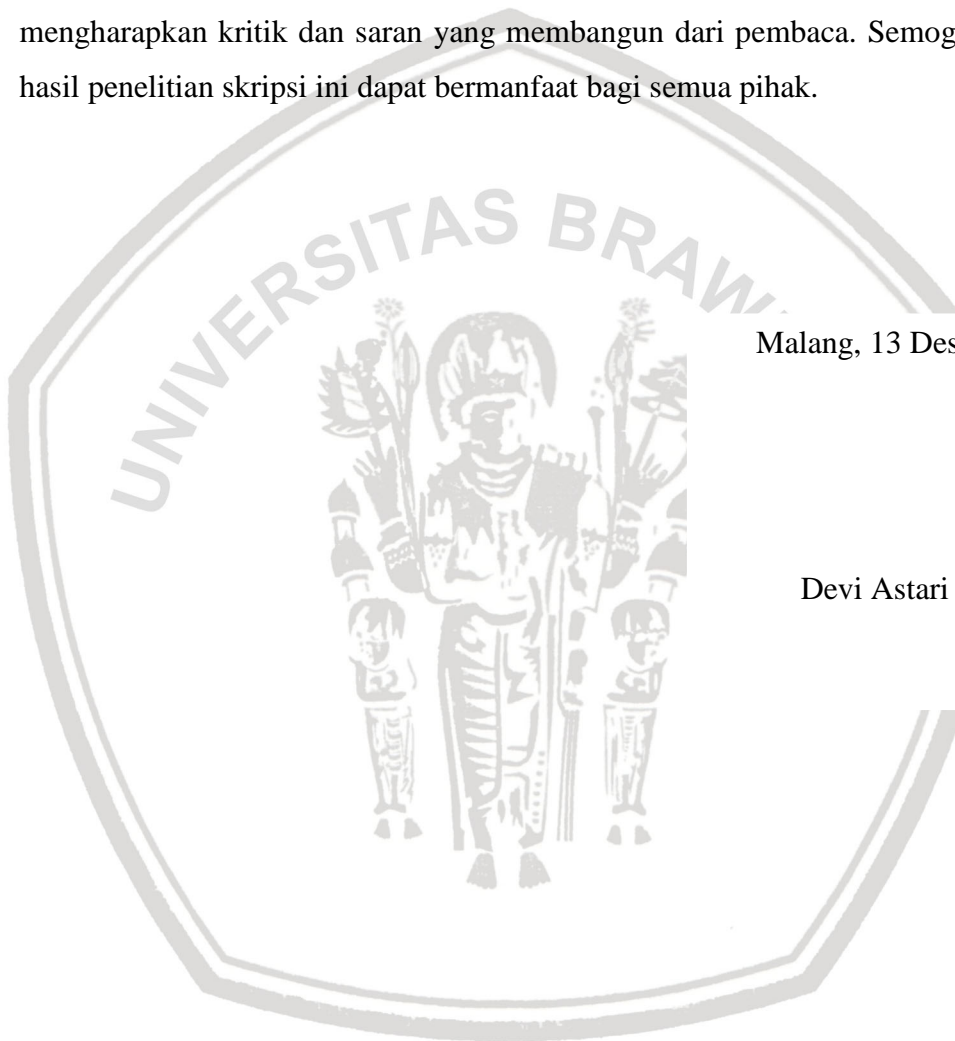 mengharapkan kritik dan saran yang membangun dari pembaca. Semog
hasil penelitian skripsi ini dapat bermanfaat bagi semua pihak.
UNIVERSITAS BRAW
Malang, 13 Des
Devi Astari